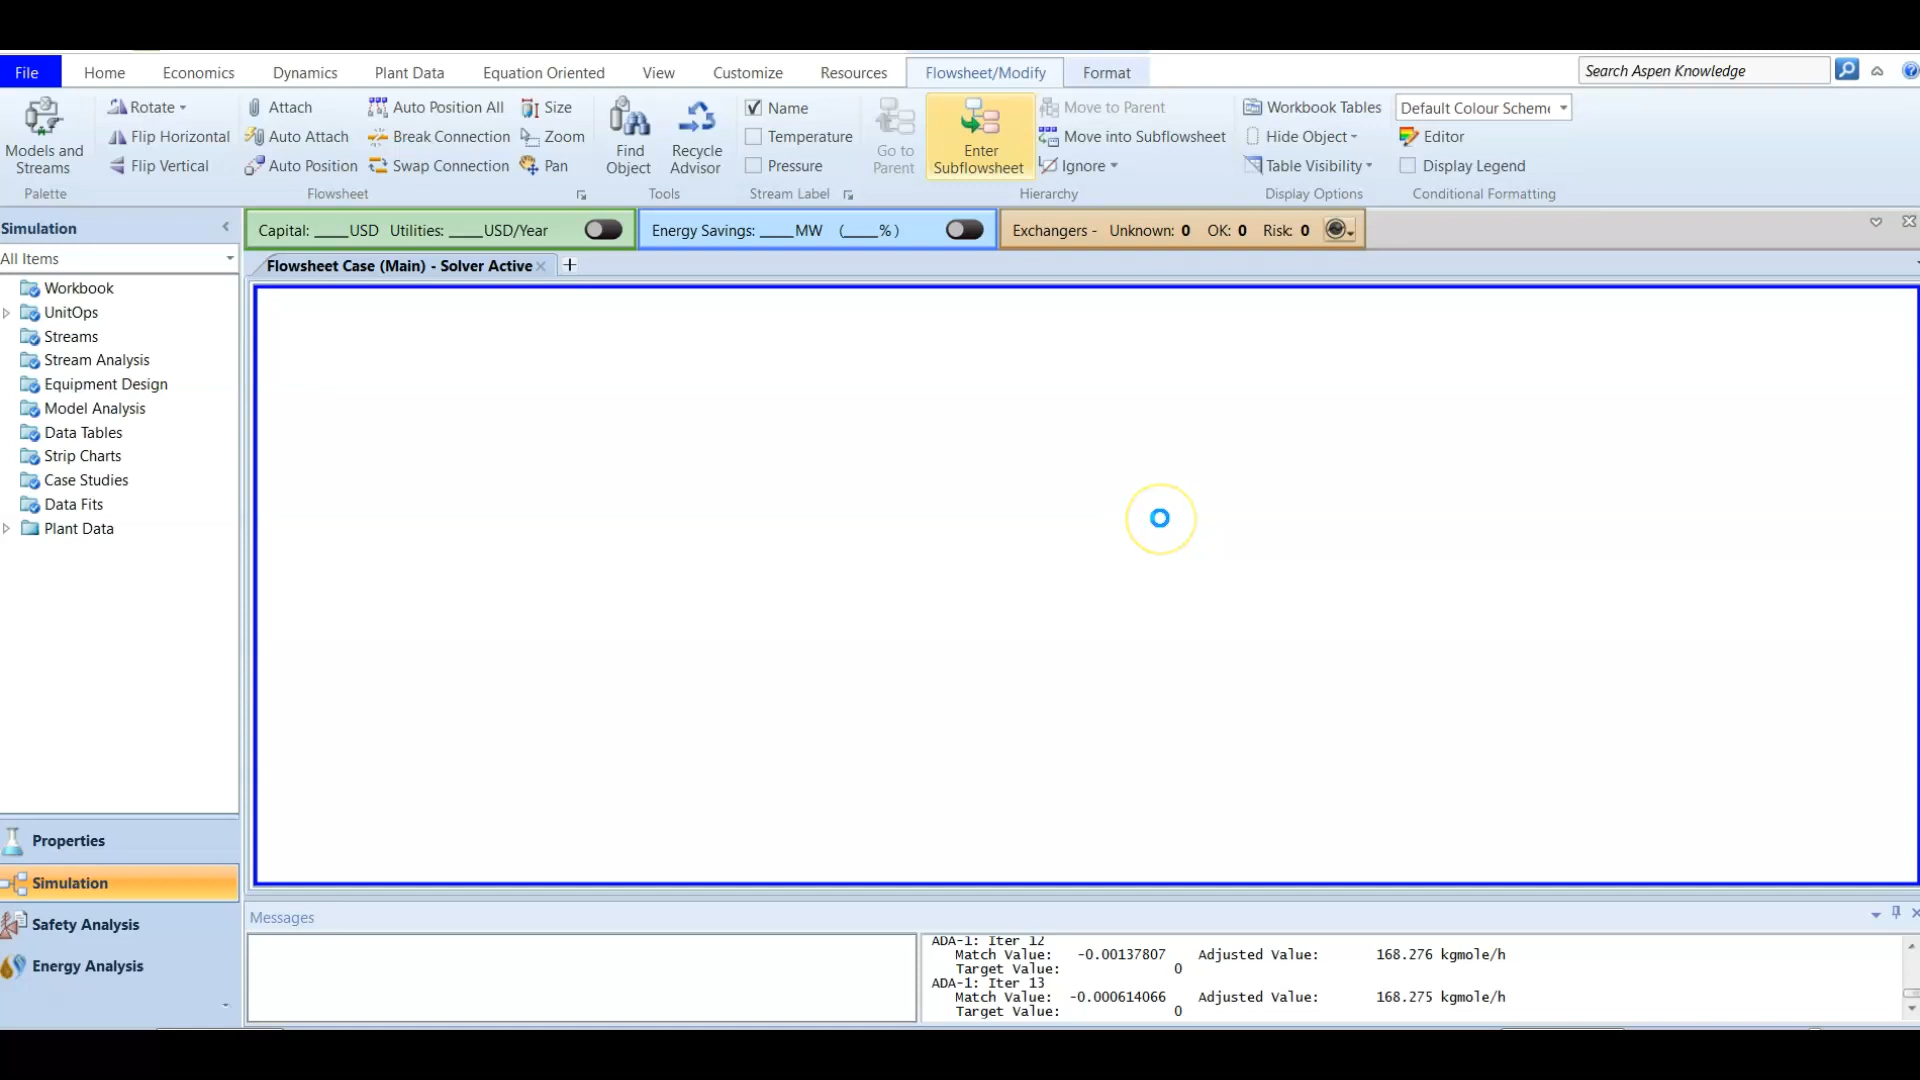 File Home Economics Dynamics Plant Data Equation Oriented View Customize Resources Flowsheet/Modify Format Search Aspen Knowledge
Models and Streams
Palette
Rotate
Flip Horizontal
Flip Vertical
Attach
Auto Attach
Auto Position
Auto Position All
Break Connection
Swap Connection
Size
Zoom
Pan
Flowsheet
Find Object
Recycle Advisor
Tools
Name
Temperature
Pressure
Stream Label
Go to Parent
Enter Subflowsheet
Move to Parent
Move into Subflowsheet
Ignore
Hierarchy
Workbook Tables
Hide Object
Table Visibility
Display Options
Default Colour Scheme
Editor
Display Legend
Conditional Formatting
Simulation
All Items
Workbook
UnitOps
Streams
Stream Analysis
Equipment Design
Model Analysis
Data Tables
Strip Charts
Case Studies
Data Fits
Plant Data
Properties
Simulation
Safety Analysis
Energy Analysis
Capital: ____USD Utilities: ____USD/Year
Energy Savings: ____MW (____%)
Exchangers - Unknown: 0 OK: 0 Risk: 0
Flowsheet Case (Main) - Solver Active
Messages
ADA-1: Iter 12
Match Value: -0.00137807 Adjusted Value: 168.276 kgmole/h
Target Value: 0
ADA-1: Iter 13
Match Value: -0.000614066 Adjusted Value: 168.275 kgmole/h
Target Value: 0